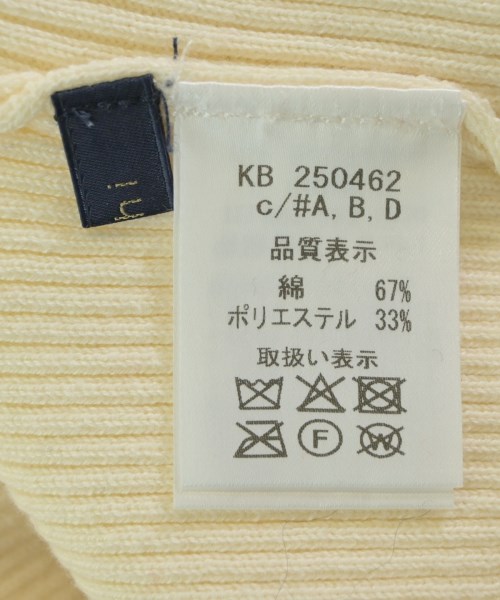 KB 250462
c/#A, B, D
品質表示
綿 67%
ポリエステル 33%
取扱い表示
F
W